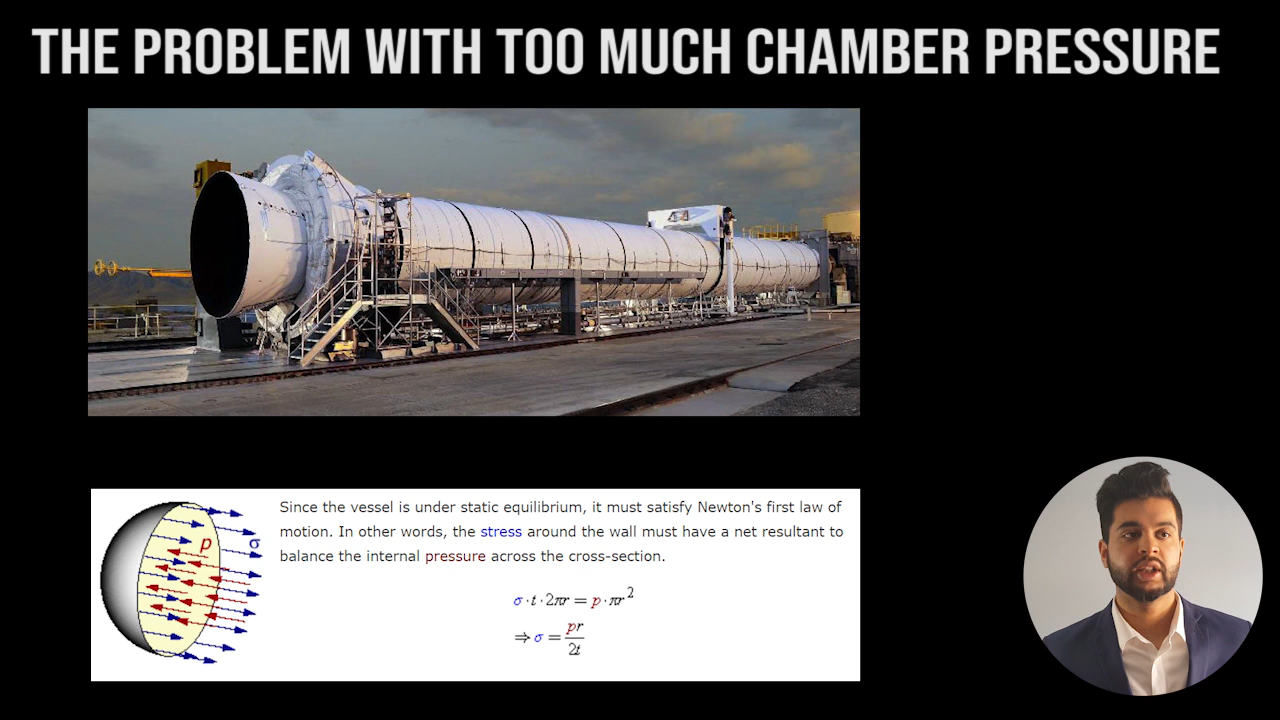 THE PROBLEM WITH TOO MUCH CHAMBER PRESSURE
Since the vessel is under static equilibrium, it must satisfy Newton's first law of
motion. In other words, the stress around the wall must have a net resultant to
balance the internal pressure across the cross-section.
p
σ
σ·t·2πr = p·πr²
⇒ σ = pr/2t